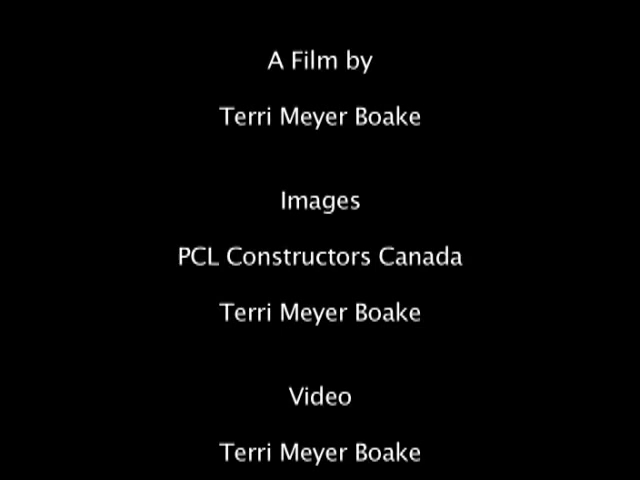 A Film by
Terri Meyer Boake
Images
PCL Constructors Canada
Terri Meyer Boake
Video
Terri Meyer Boake